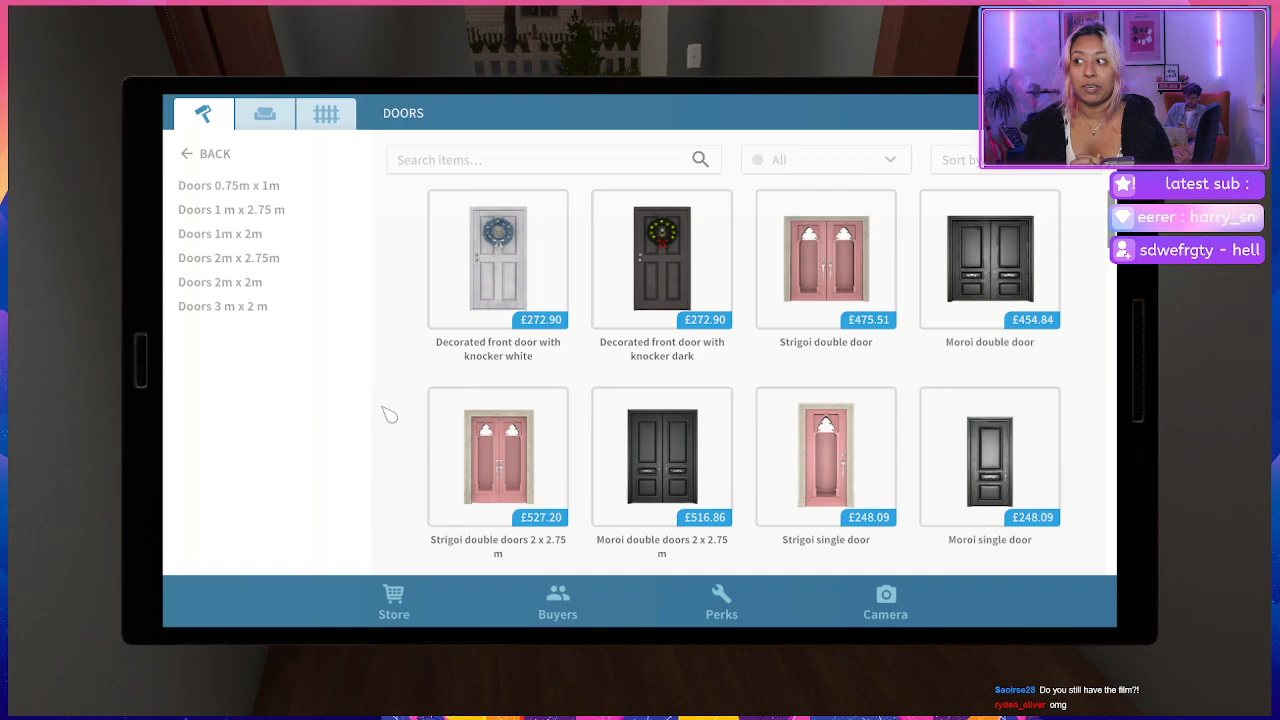 DOORS
BACK
Search items...
All
Sort by
Doors 0.75m x 1m
Doors 1 m x 2.75 m
Doors 1m x 2m
Doors 2m x 2.75m
Doors 2m x 2m
Doors 3 m x 2 m
£272.90
£272.90
£475.51
£454.84
Decorated front door with
knocker white
Decorated front door with
knocker dark
Strigoi double door
Moroi double door
£527.20
£516.86
£248.09
£248.09
Strigoi double doors 2 x 2.75
m
Moroi double doors 2 x 2.75
m
Strigoi single door
Moroi single door
Store
Buyers
Perks
Camera
latest sub :
eerer : harry_sn
sdwefrgty - hell
Saoirse28 Do you still have the film?!
ryden_oliver omg